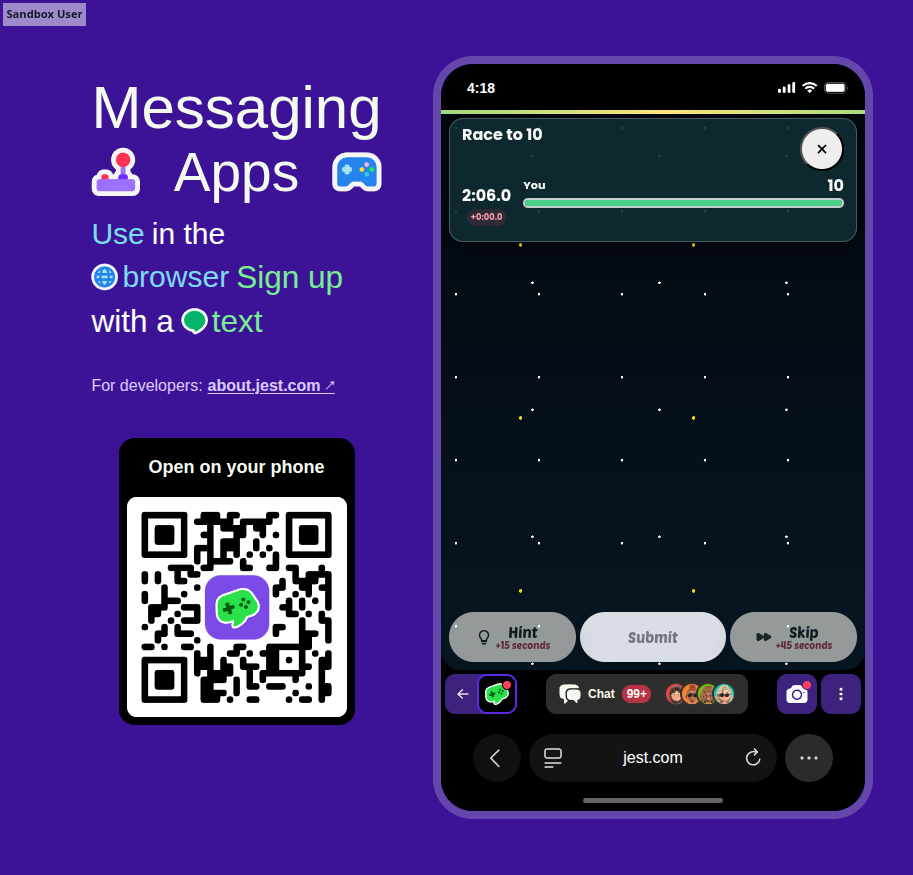 Sandbox User
Messaging
Apps
Use in the
browser Sign up
with a text
For developers: about.jest.com ↗
Open on your phone
4:18
Race to 10
×
You
10
2:06.0
+0:00.0
Hint
+15 seconds
Submit
Skip
+45 seconds
Chat 99+
jest.com